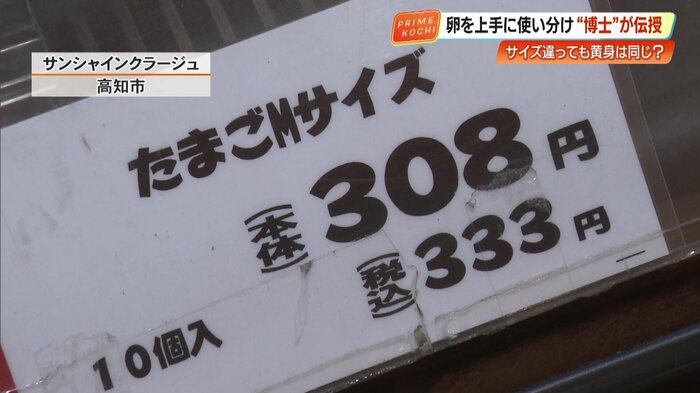 PRIME
KOCHI
卵を上手に使い分け“博士”が伝授
サイズ違っても黄身は同じ?
サンシャインクラージュ
高知市
たまごMサイズ
(本体)308円
(税込)333円
10個入